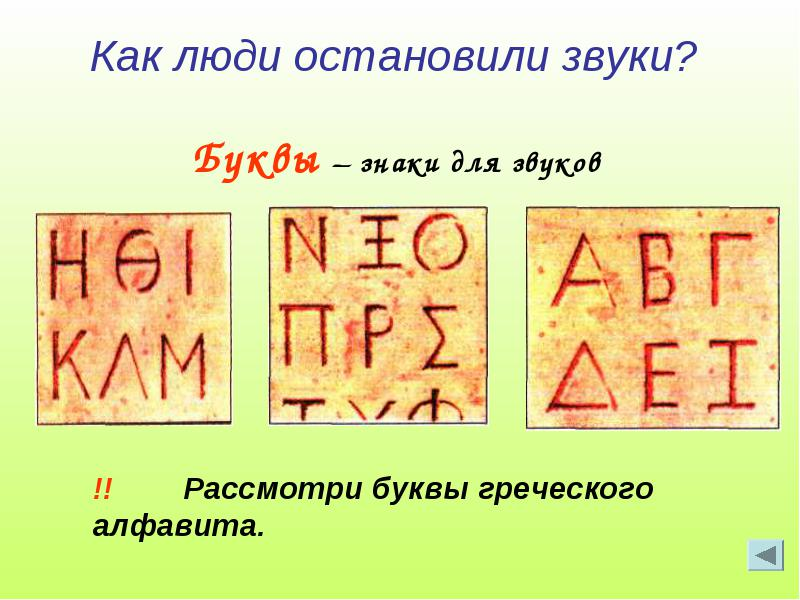 Как люди остановили звуки?
Буквы – знаки для звуков
Η Θ Ι
Κ Λ Μ
Ν Ξ Ο
Π Ρ Σ
Τ Υ Φ
Α Β Γ
Δ Ε Ι
!! Рассмотри буквы греческого
алфавита.